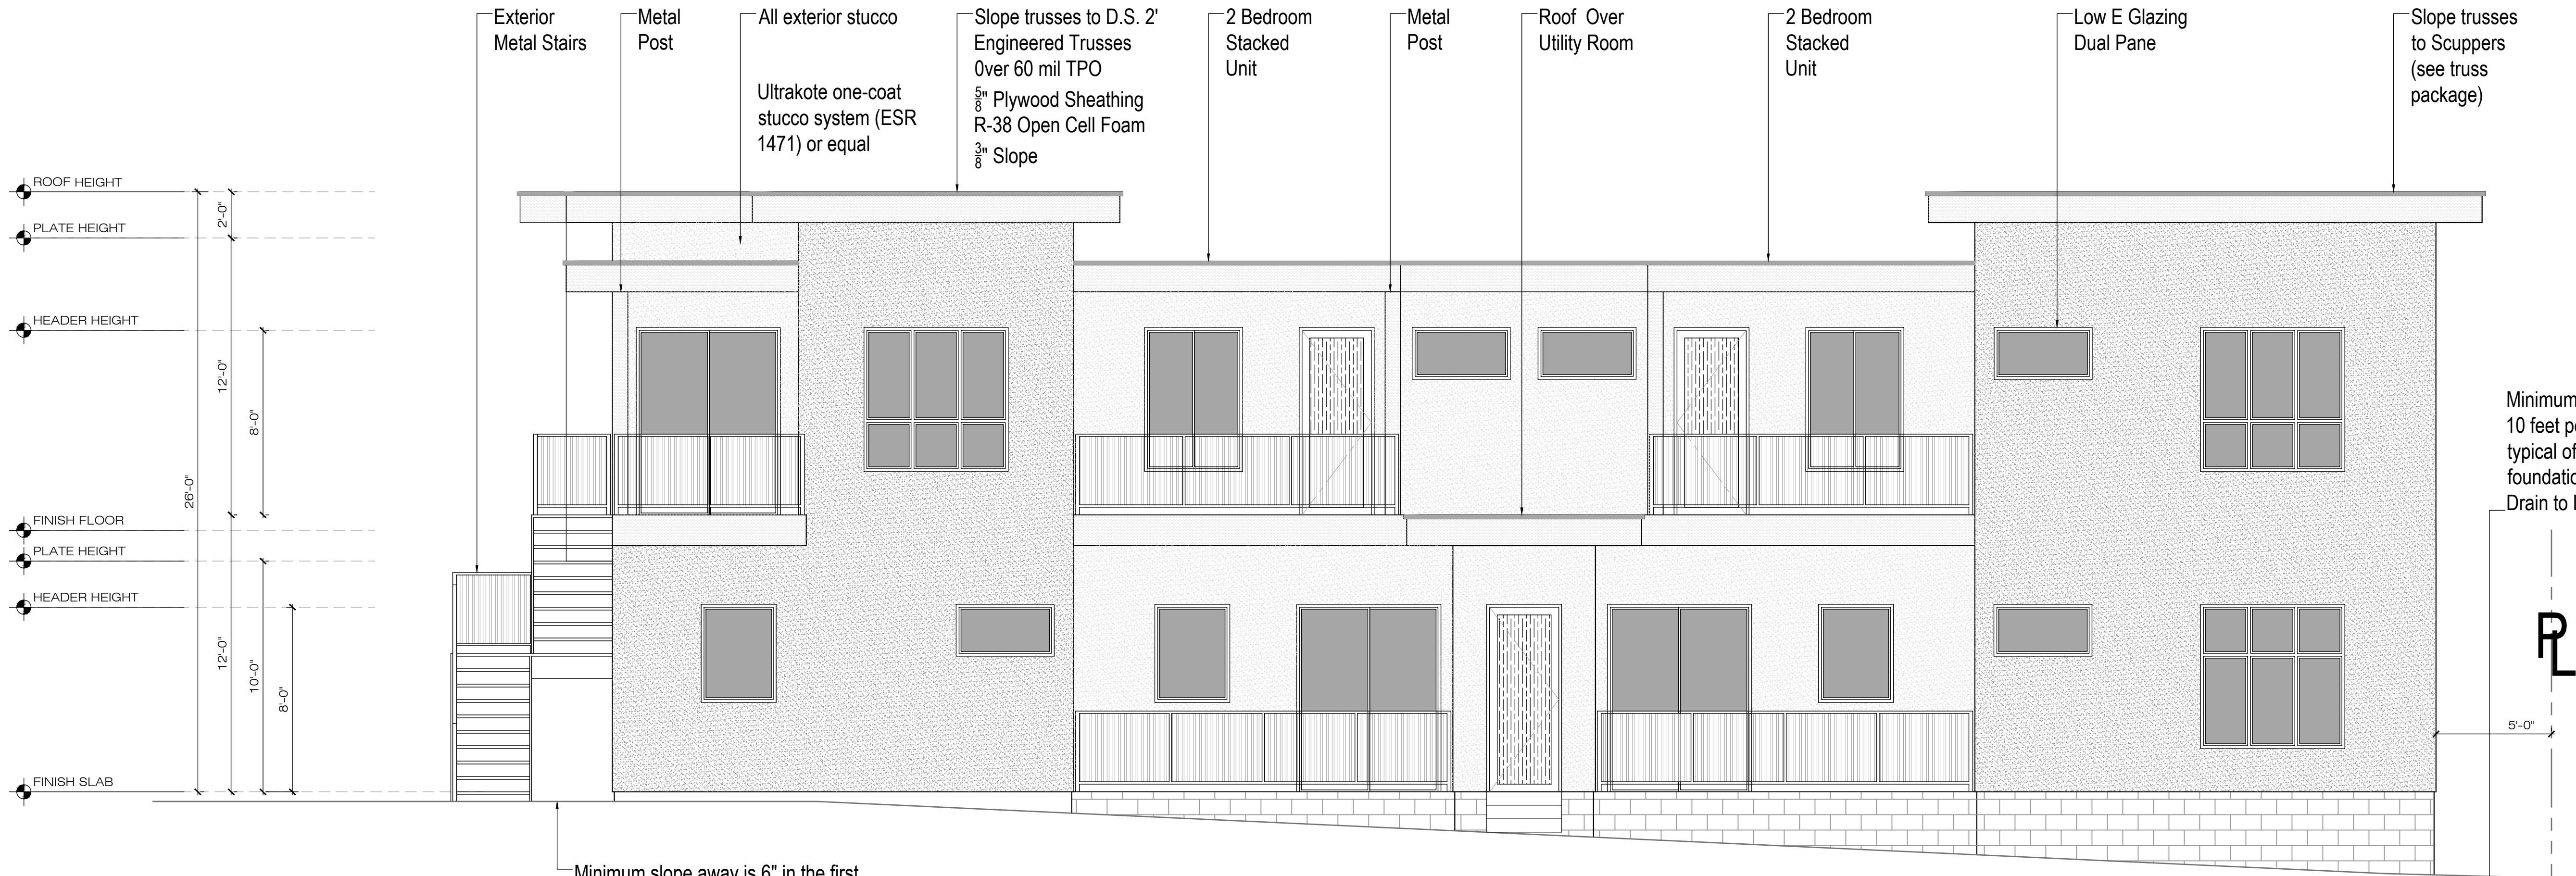 Exterior
Metal Stairs
Metal
Post
All exterior stucco
Ultrakote one-coat
stucco system (ESR
1471) or equal
Slope trusses to D.S. 2'
Engineered Trusses
0ver 60 mil TPO
5/8" Plywood Sheathing
R-38 Open Cell Foam
3/8" Slope
2 Bedroom
Stacked
Unit
Metal
Post
Roof Over
Utility Room
2 Bedroom
Stacked
Unit
Low E Glazing
Dual Pane
Slope trusses
to Scuppers
(see truss
package)
ROOF HEIGHT
PLATE HEIGHT
HEADER HEIGHT
FINISH FLOOR
PLATE HEIGHT
HEADER HEIGHT
FINISH SLAB
2'-0"
12'-0"
8'-0"
26'-0"
12'-0"
10'-0"
8'-0"
Minimum
10 feet
typical of
Drain to
PL
5'-0"
Minimum slope away is 6" in the first